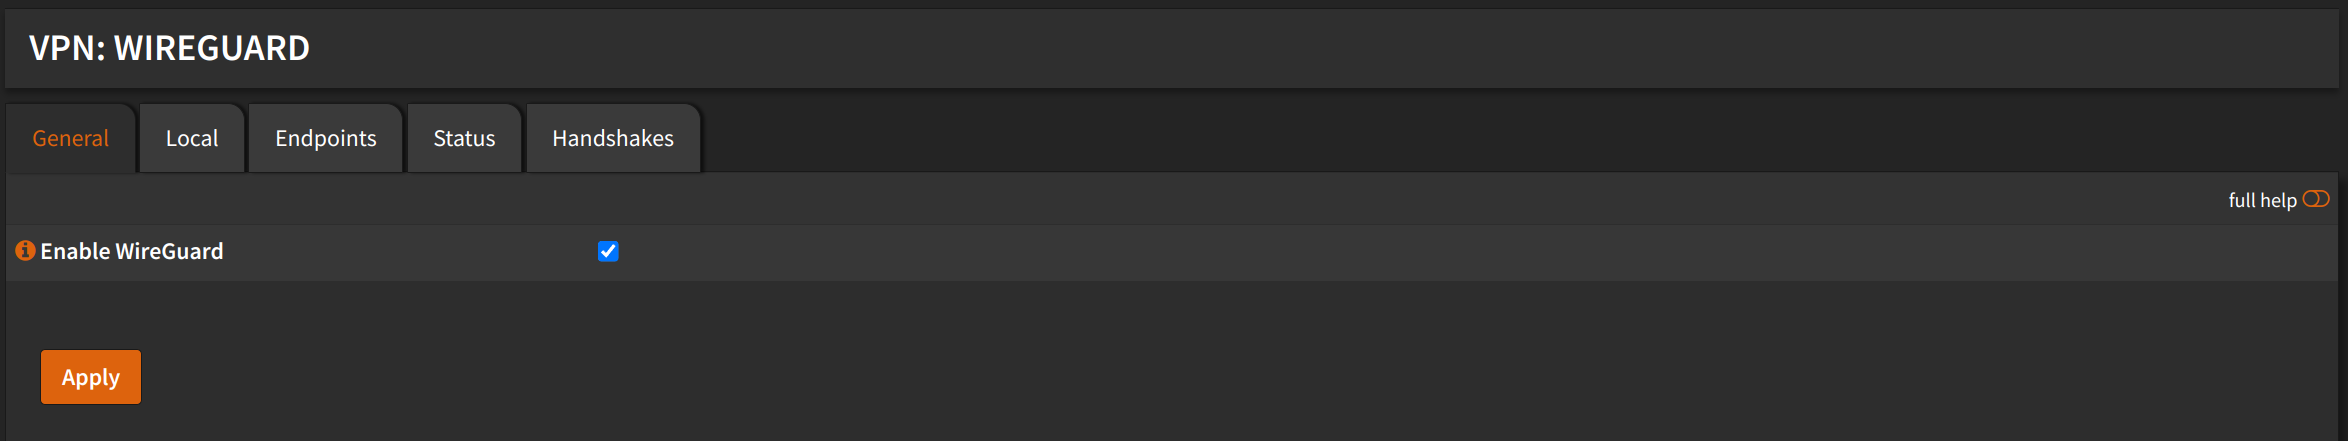 VPN: WIREGUARD
General Local Endpoints Status Handshakes
full help
Enable WireGuard
Apply